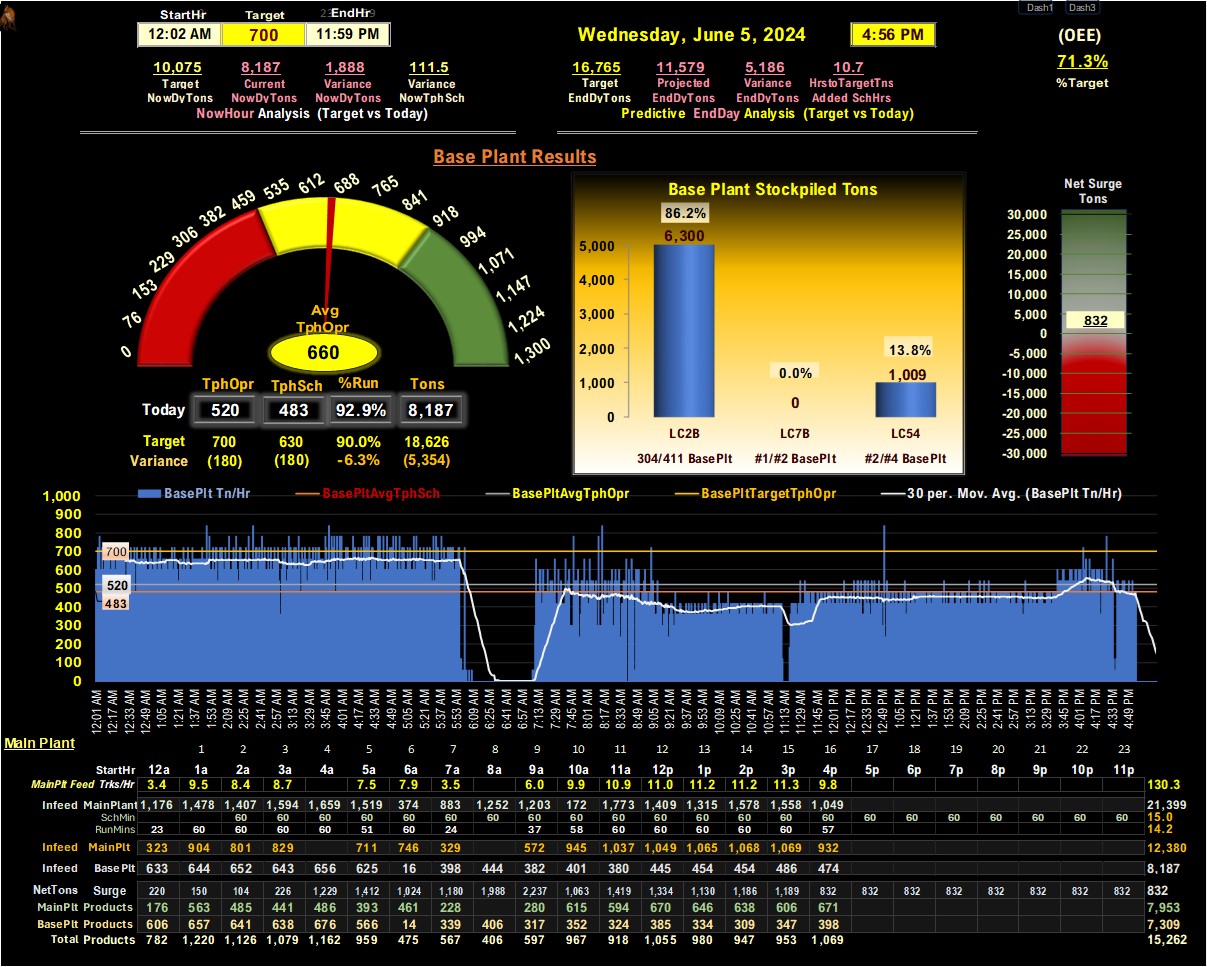 Dash1 Dash3
StartHr Target EndHr
12:02 AM 700 11:59 PM
Wednesday, June 5, 2024 4:56 PM
(OEE)
71.3%
%Target
10,075 8,187 1,888 111.5
Target Current Variance Variance
NowDyTons NowDyTons NowDyTons NowTphSch
NowHour Analysis (Target vs Today)
16,765 11,579 5,186 10.7
Target Projected Variance HrstoTargetTns
EndDyTons EndDyTons EndDyTons Added SchHrs
Predictive EndDay Analysis (Target vs Today)
Base Plant Results
0 76 153 229 306 382 459 535 612 688 765 841 918 994 1,071 1,147 1,224 1,300
Avg
TphOpr
660
TphOpr TphSch %Run Tons
Today 520 483 92.9% 8,187
Target 700 630 90.0% 18,626
Variance (180) (180) -6.3% (5,354)
Base Plant Stockpiled Tons
86.2%
6,300
13.8%
1,009
0.0%
0
5,000
4,000
3,000
2,000
1,000
0
LC2B LC7B LC54
304/411 BasePlt #1/#2 BasePlt #2/#4 BasePlt
Net Surge
Tons
30,000
25,000
20,000
15,000
10,000
5,000
832
0
-5,000
-10,000
-15,000
-20,000
-25,000
-30,000
BasePlt Tn/Hr BasePltAvgTphSch BasePltAvgTphOpr BasePltTargetTphOpr 30 per. Mov. Avg. (BasePlt Tn/Hr)
1,000
900
800
700
600
500
400
300
200
100
0
700
520
483
12:01 AM 12:17 AM 12:33 AM 12:49 AM 1:05 AM 1:21 AM 1:37 AM 1:53 AM 2:09 AM 2:25 AM 2:41 AM 2:57 AM 3:13 AM 3:29 AM 3:45 AM 4:01 AM 4:17 AM 4:33 AM 4:49 AM 5:05 AM 5:21 AM 5:37 AM 5:53 AM 6:09 AM 6:25 AM 6:41 AM 6:57 AM 7:13 AM 7:29 AM 7:45 AM 8:01 AM 8:17 AM 8:33 AM 8:49 AM 9:05 AM 9:21 AM 9:37 AM 9:53 AM 10:09 AM 10:25 AM 10:41 AM 10:57 AM 11:13 AM 11:29 AM 11:45 AM 12:01 PM 12:17 PM 12:33 PM 12:49 PM 1:05 PM 1:21 PM 1:37 PM 1:53 PM 2:09 PM 2:25 PM 2:41 PM 2:57 PM 3:13 PM 3:29 PM 3:45 PM 4:01 PM 4:17 PM 4:33 PM 4:49 PM
Main Plant
1 2 3 4 5 6 7 8 9 10 11 12 13 14 15 16 17 18 19 20 21 22 23
StartHr 12a 1a 2a 3a 4a 5a 6a 7a 8a 9a 10a 11a 12p 1p 2p 3p 4p 5p 6p 7p 8p 9p 10p 11p
MainPlt Feed Trks/Hr 3.4 9.5 8.4 8.7 7.5 7.9 3.5 6.0 9.9 10.9 11.0 11.2 11.2 11.3 9.8 130.3
Infeed MainPlant 1,176 1,478 1,407 1,594 1,659 1,519 374 883 1,252 1,203 172 1,773 1,409 1,315 1,578 1,558 1,049 21,399
SchMin 60 60 60 60 60 60 60 60 60 60 60 60 60 60 60 60 60 60 60 60 15.0
RunMins 23 60 60 60 60 51 60 24 37 58 60 60 60 60 60 57 14.2
Infeed MainPlt 323 904 801 829 711 746 329 572 945 1,037 1,049 1,065 1,068 1,069 932 12,380
Infeed BasePlt 633 644 652 643 656 625 16 398 444 382 401 380 445 454 454 486 474 8,187
NetTons Surge 220 150 104 226 1,229 1,412 1,024 1,180 1,988 2,237 1,063 1,419 1,334 1,130 1,186 1,189 832 832 832 832 832 832 832 832 832
MainPlt Products 176 563 485 441 486 393 461 228 280 615 594 670 646 638 606 671 7,953
BasePlt Products 606 657 641 638 676 566 14 339 406 317 352 324 385 334 309 347 398 7,309
Total Products 782 1,220 1,126 1,079 1,162 959 475 567 406 597 967 918 1,055 980 947 953 1,069 15,262